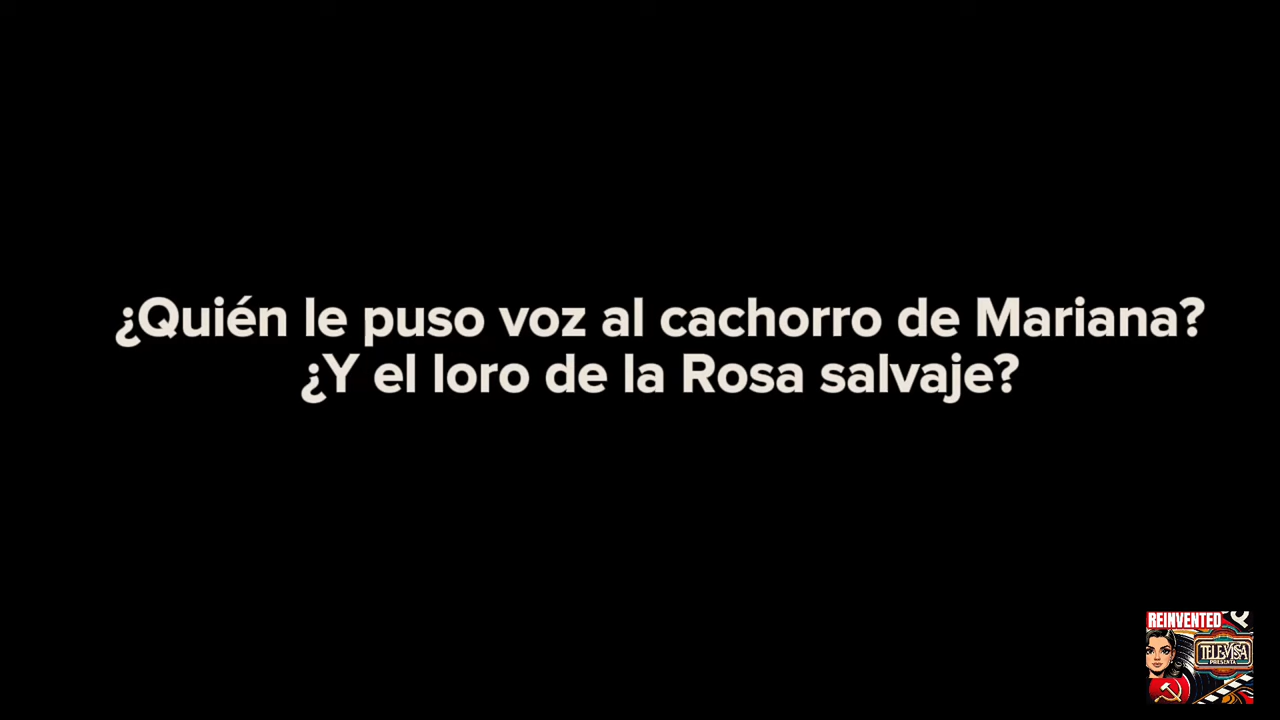 ¿Quién le puso voz al cachorro de Mariana?
¿Y el loro de la Rosa salvaje?
REINVENTED
TELEVISA
PRESENTA